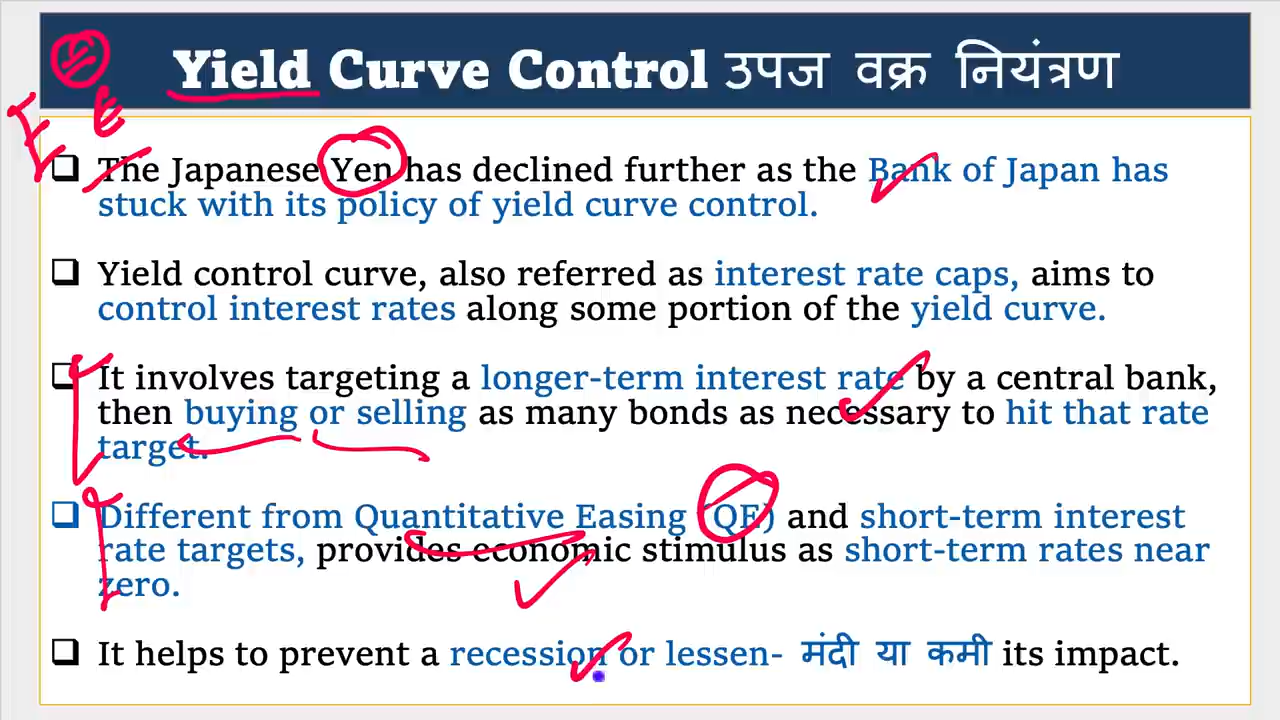 Yield Curve Control उपज वक्र नियंत्रण
The Japanese Yen has declined further as the Bank of Japan has
stuck with its policy of yield curve control.
Yield control curve, also referred as interest rate caps, aims to
control interest rates along some portion of the yield curve.
It involves targeting a longer-term interest rate by a central bank,
then buying or selling as many bonds as necessary to hit that rate
target.
Different from Quantitative Easing (QE) and short-term interest
rate targets, provides economic stimulus as short-term rates near
zero.
It helps to prevent a recession or lessen- मंदी या कमी its impact.